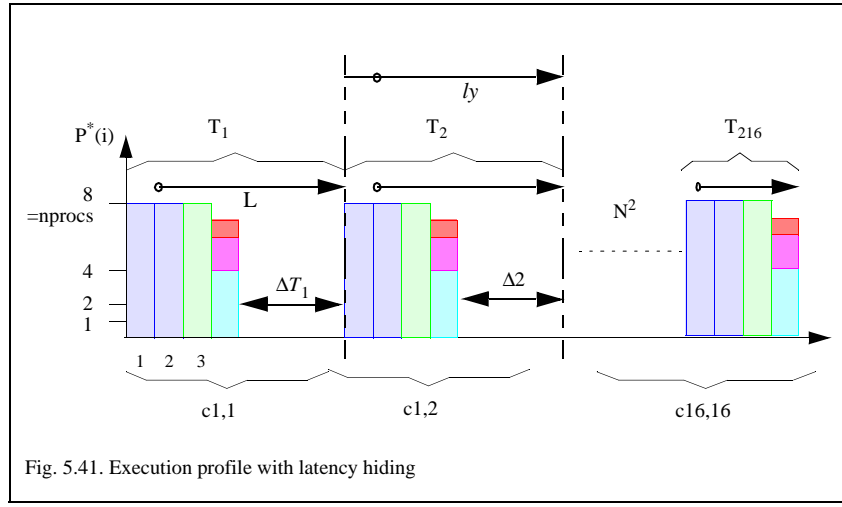 ly
T1
T2
T216
P*(i)
8
=nprocs
L
N2
4
2
1
ΔT1
Δ2
1 2 3
c1,1
c1,2
c16,16
Fig. 5.41. Execution profile with latency hiding